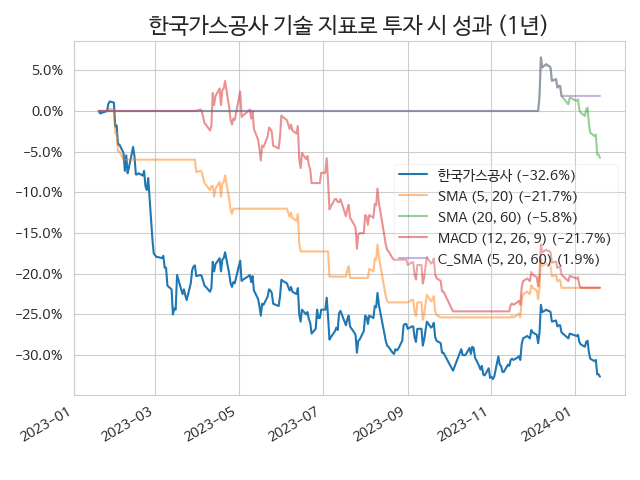 한국가스공사 기술 지표로 투자 시 성과 (1년)
5.0%
0.0%
−5.0%
−10.0%
−15.0%
−20.0%
−25.0%
−30.0%
한국가스공사 (−32.6%)
SMA (5, 20) (−21.7%)
SMA (20, 60) (−5.8%)
MACD (12, 26, 9) (−21.7%)
C_SMA (5, 20, 60) (1.9%)
2023−01
2023−03
2023−05
2023−07
2023−09
2023−11
2024−01